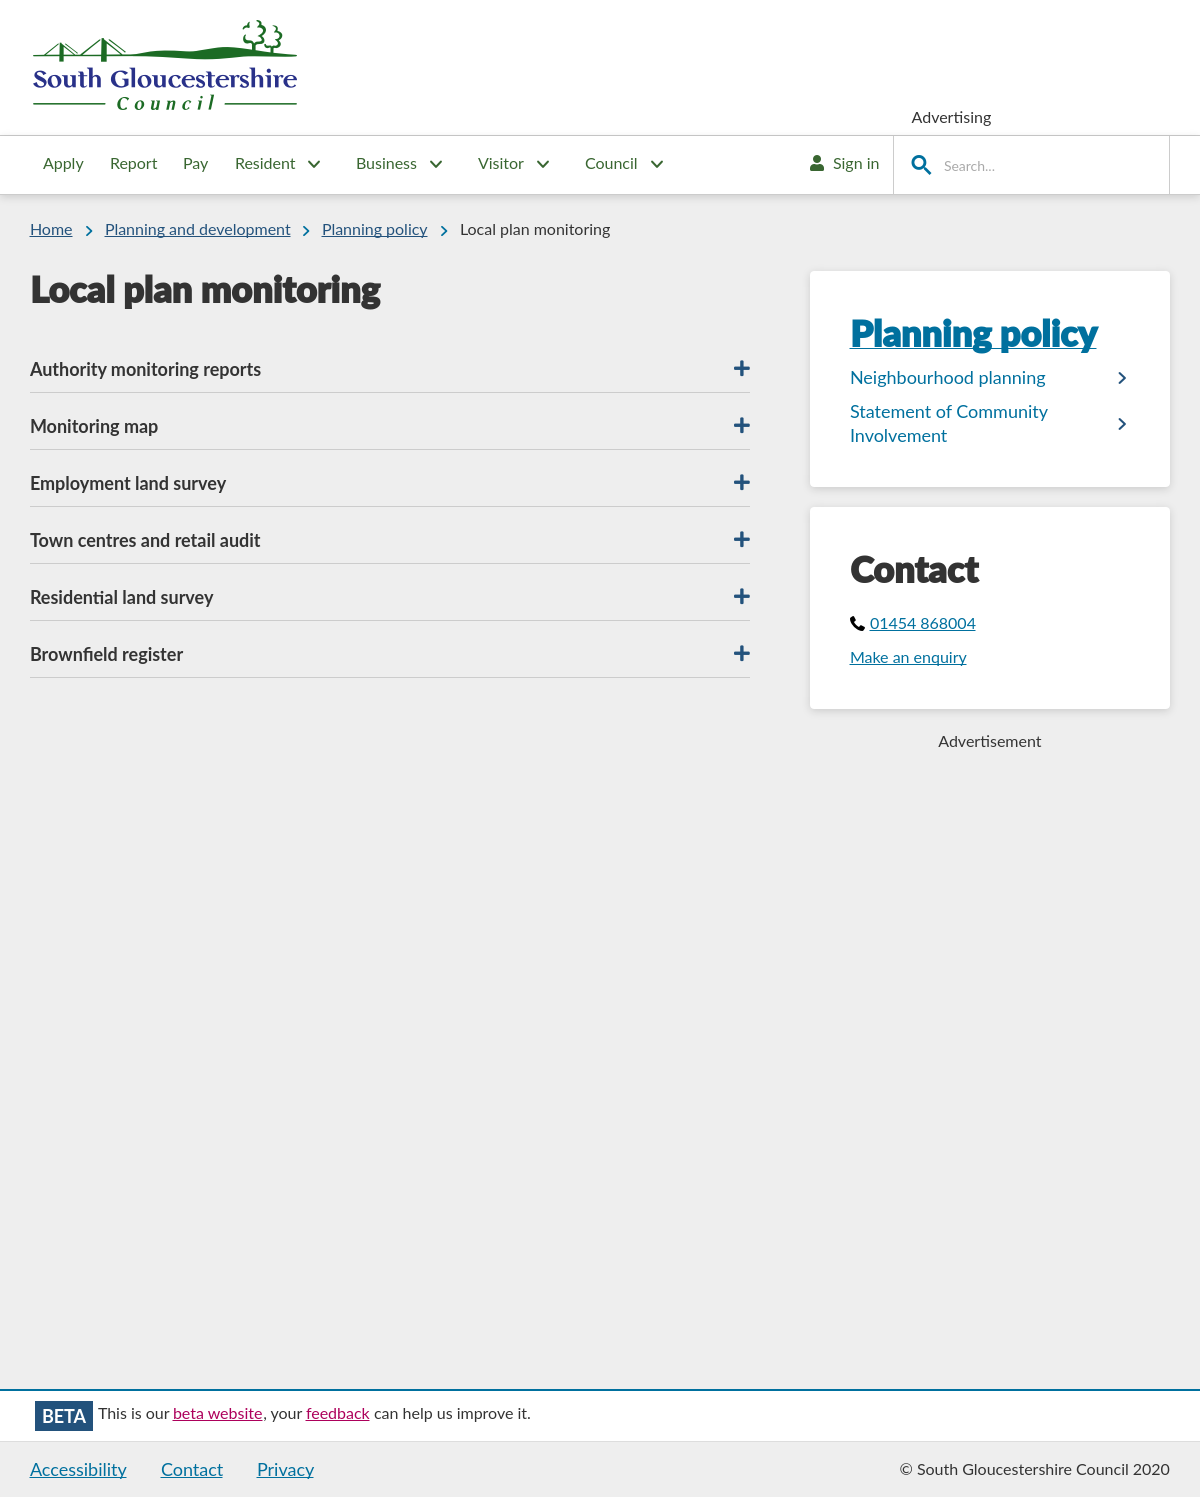 South Gloucestershire
Council
Advertising
Apply Report Pay Resident Business Visitor Council Sign in Search...
Home Planning and development Planning policy Local plan monitoring
Local plan monitoring
Authority monitoring reports
Monitoring map
Employment land survey
Town centres and retail audit
Residential land survey
Brownfield register
Planning policy
Neighbourhood planning
Statement of Community
Involvement
Contact
01454 868004
Make an enquiry
Advertisement
BETA This is our beta website, your feedback can help us improve it.
Accessibility Contact Privacy © South Gloucestershire Council 2020